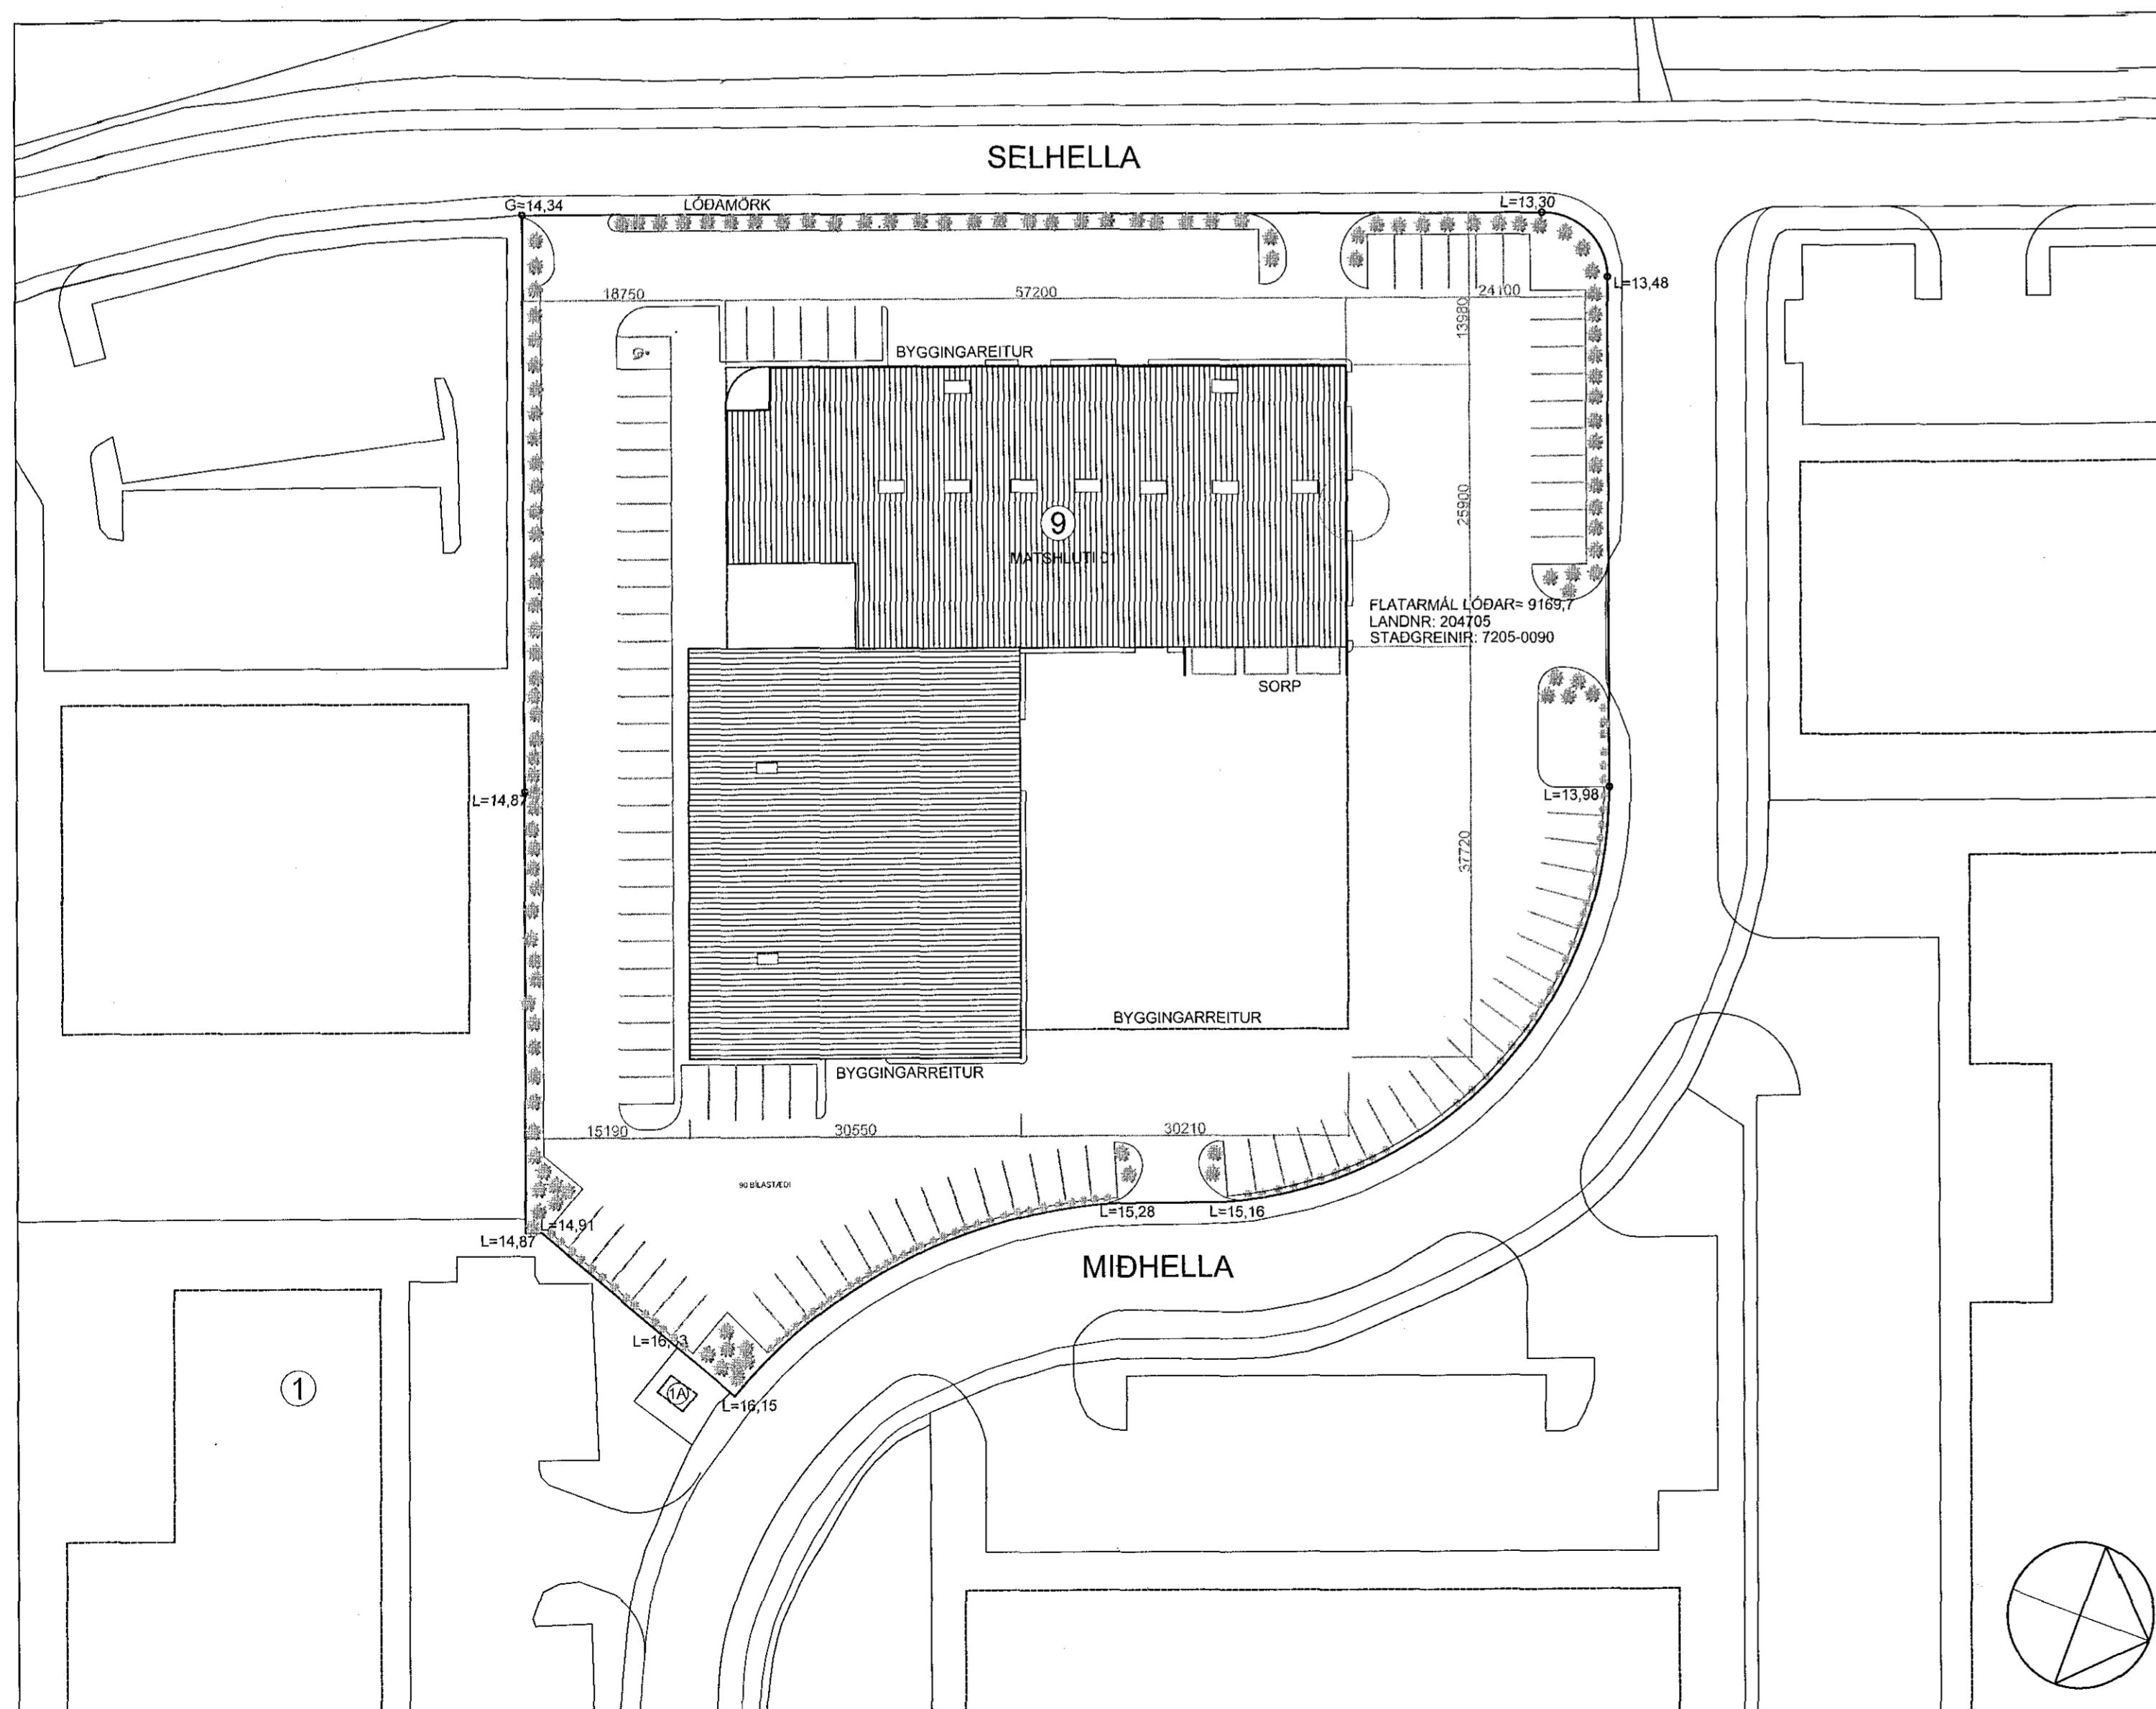 SELHELLA
G=14,34
LÓÐAMÖRK
L=13,30
L=13,48
18750
57200
24100
13980
BYGGINGAREITUR
25900
9
MATSHLUTI 01
FLATARMÁL LÓÐAR= 9169,7
LANDNR: 204705
STAÐGREINIR: 7205-0090
SORP
L=14,87
L=13,98
37720
BYGGINGARREITUR
BYGGINGARREITUR
15190
30550
30210
90 BÍLASTÆÐI
L=14,91
L=14,87
L=15,28
L=15,16
MIÐHELLA
1
1A
L=16,15